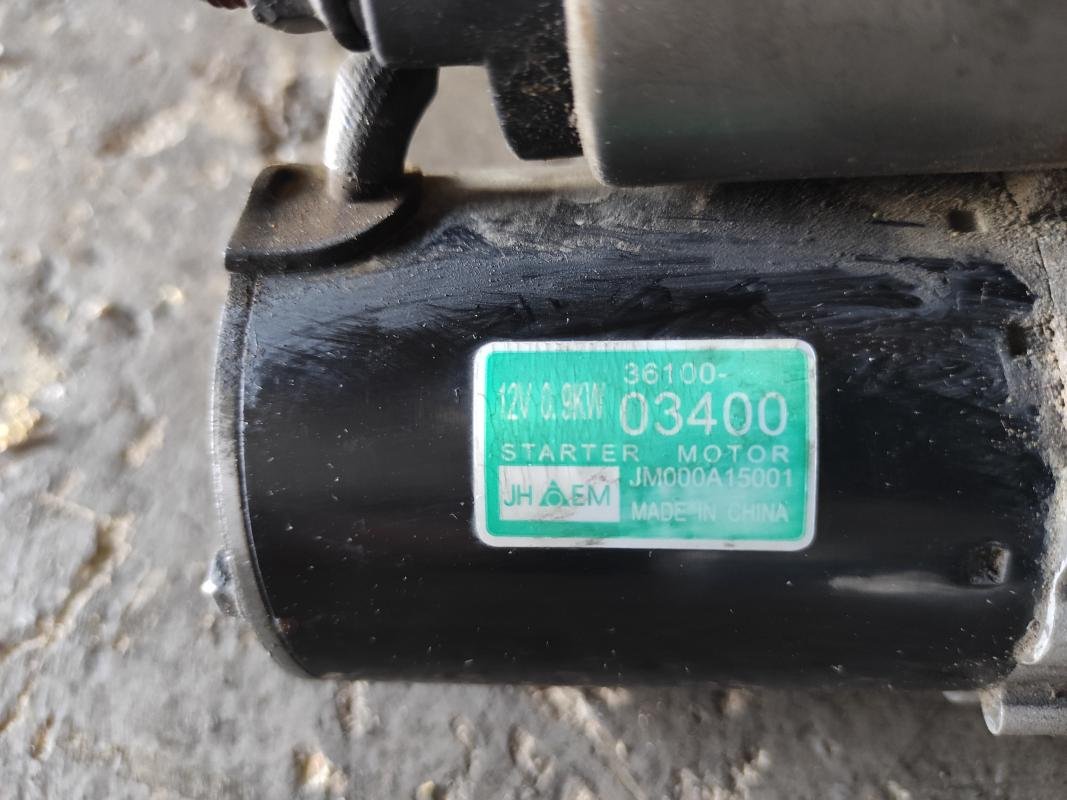 36100-
12V 0.9KW 03400
STARTER MOTOR
JH EM JM000A15001
MADE IN CHINA